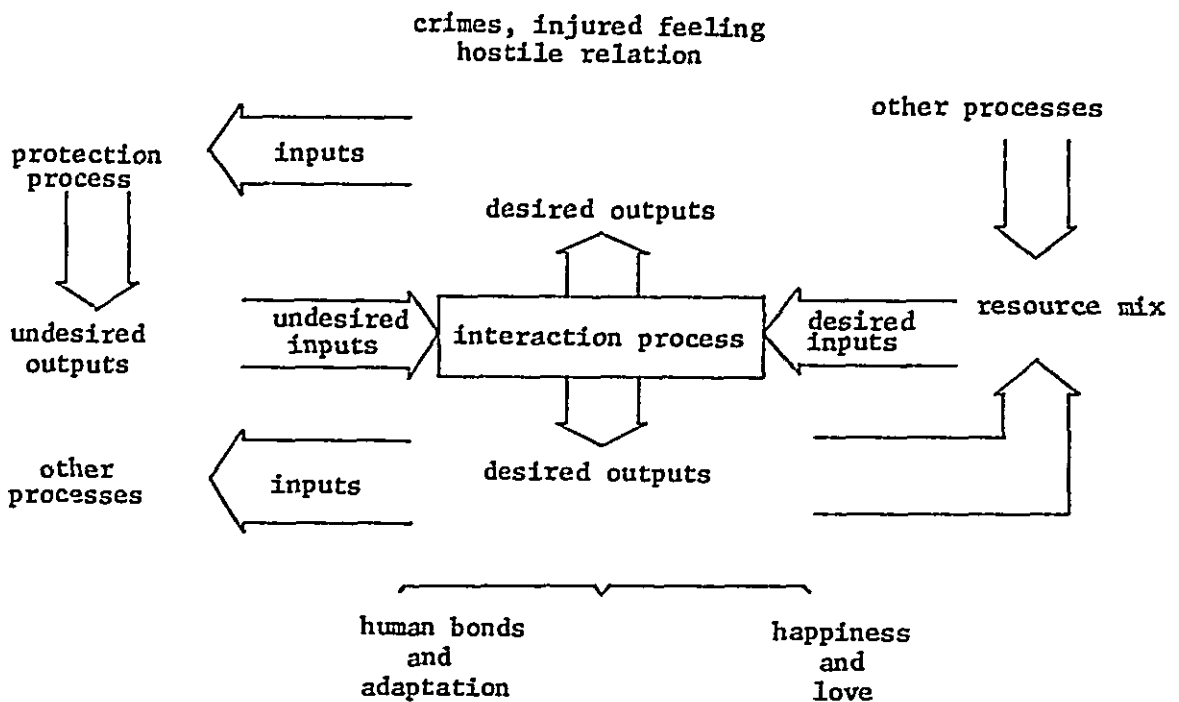 crimes, injured feeling
hostile relation
other processes
protection
process
inputs
desired outputs
undesired
outputs
undesired
inputs
interaction process
desired
inputs
resource mix
other
processes
inputs
desired outputs
human bonds
and
adaptation
happiness
and
love